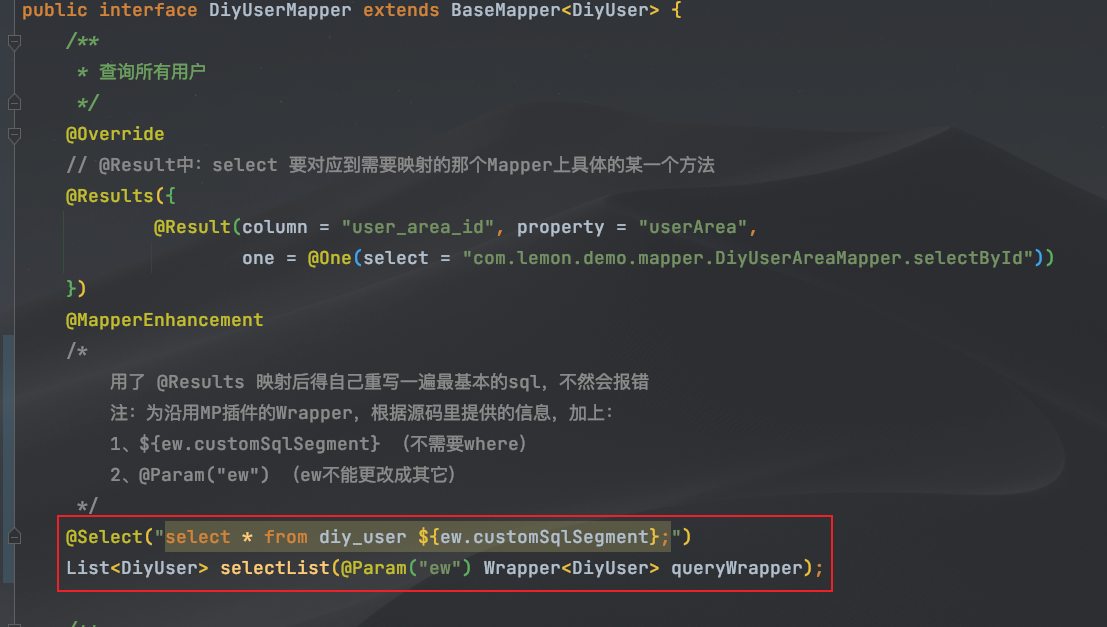 public interface DiyUserMapper extends BaseMapper<DiyUser> {
/**
* 查询所有用户
*/
@Override
// @Result中：select 要对应到需要映射的那个Mapper上具体的某一个方法
@Results({
@Result(column = "user_area_id", property = "userArea",
one = @One(select = "com.lemon.demo.mapper.DiyUserAreaMapper.selectById"))
})
@MapperEnhancement
/*
用了 @Results 映射后得自己重写一遍最基本的sql，不然会报错
注：为沿用MP插件的Wrapper，根据源码里提供的信息，加上：
1、${ew.customSqlSegment} （不需要where）
2、@Param("ew") （ew不能更改成其它）
*/
@Select("select * from diy_user ${ew.customSqlSegment};")
List<DiyUser> selectList(@Param("ew") Wrapper<DiyUser> queryWrapper);